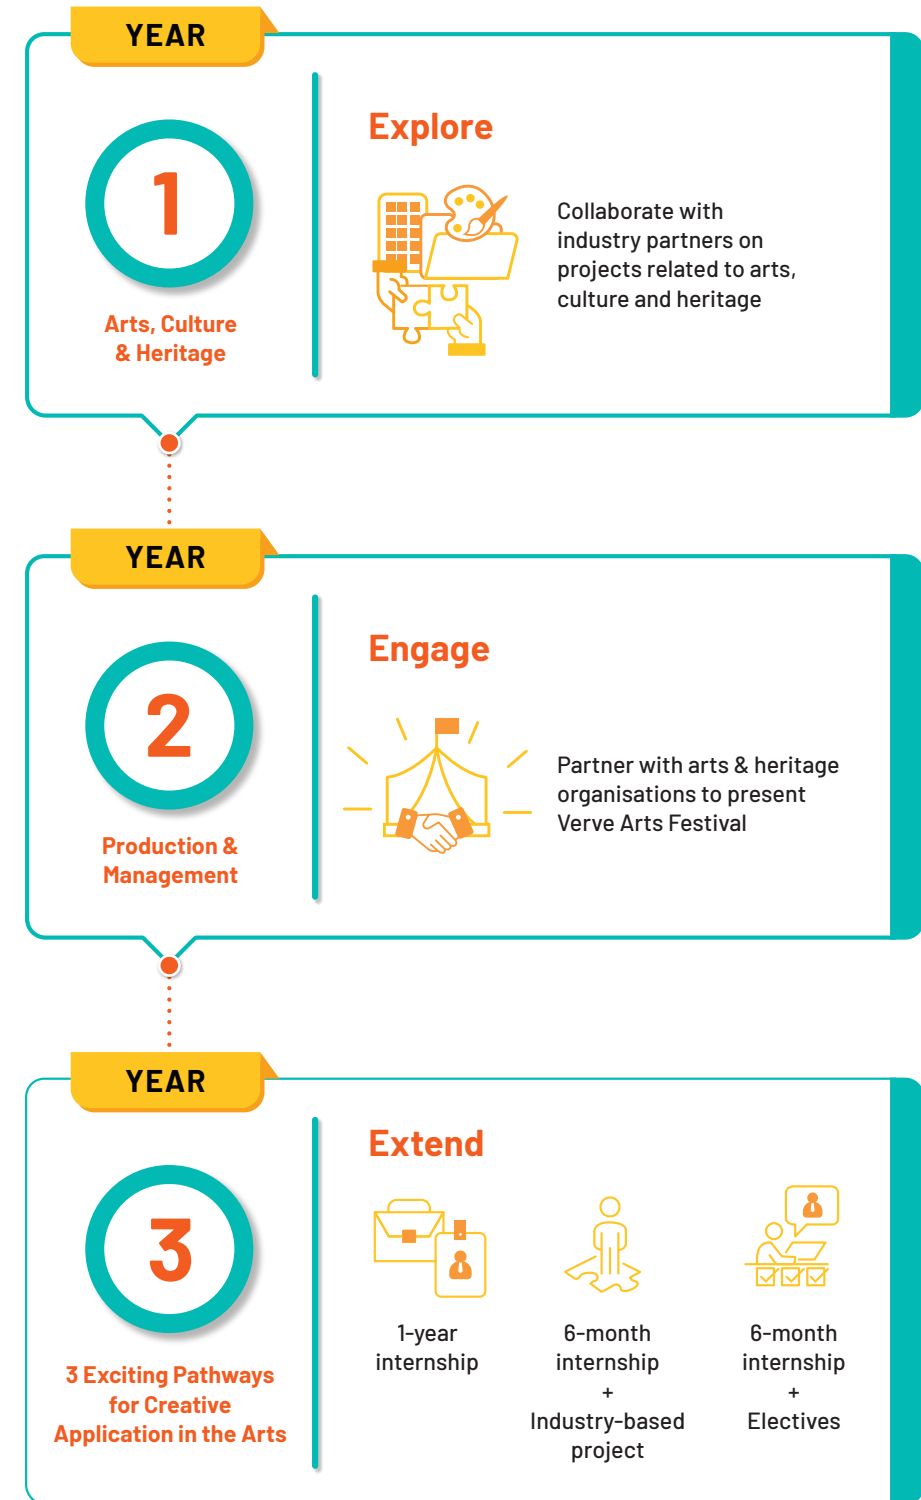 YEAR
1
Arts, Culture
& Heritage
Explore
Collaborate with
industry partners on
projects related to arts,
culture and heritage
YEAR
2
Production &
Management
Engage
Partner with arts & heritage
organisations to present
Verve Arts Festival
YEAR
3
3 Exciting Pathways
for Creative
Application in the Arts
Extend
1-year
internship
6-month
internship
+
Industry-based
project
6-month
internship
+
Electives